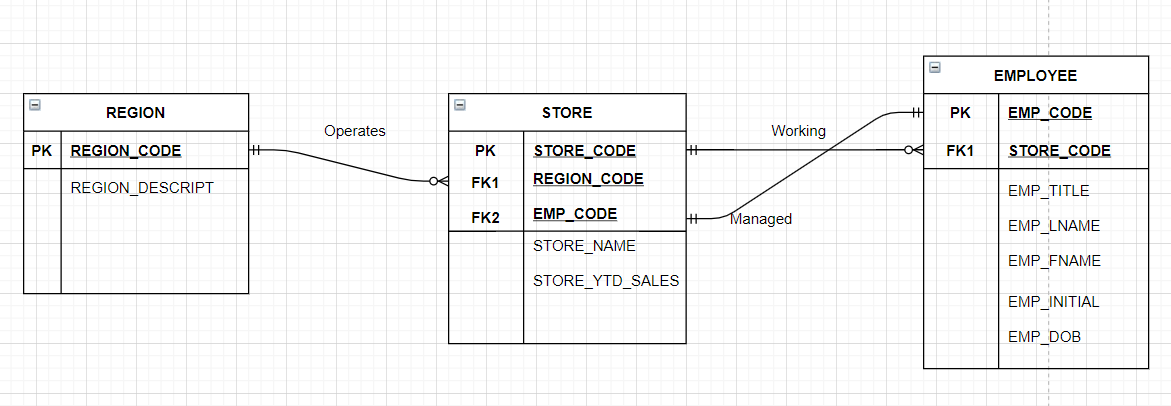 REGION
PK REGION_CODE
REGION_DESCRIPT
Operates
STORE
PK STORE_CODE
FK1 REGION_CODE
FK2 EMP_CODE
STORE_NAME
STORE_YTD_SALES
Working
Managed
EMPLOYEE
PK EMP_CODE
FK1 STORE_CODE
EMP_TITLE
EMP_LNAME
EMP_FNAME
EMP_INITIAL
EMP_DOB